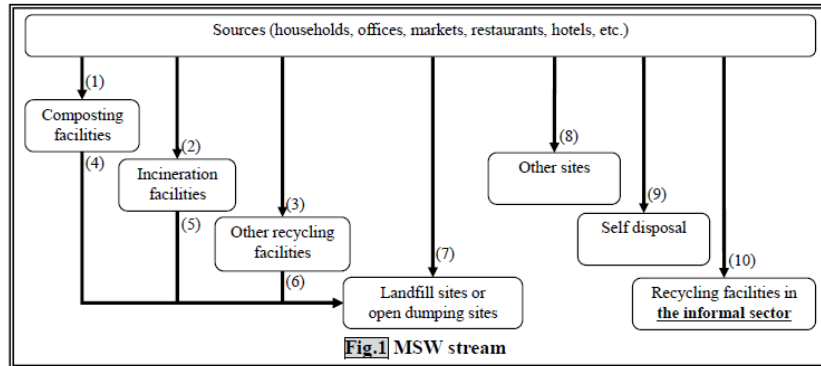 Sources (households, offices, markets, restaurants, hotels, etc.)
(1)
Composting
facilities
(2)
(4)
Incineration
facilities
(3)
(5)
Other recycling
facilities
(6)
(7)
Landfill sites or
open dumping sites
(8)
Other sites
(9)
Self disposal
(10)
Recycling facilities in
the informal sector
Fig.1 MSW stream